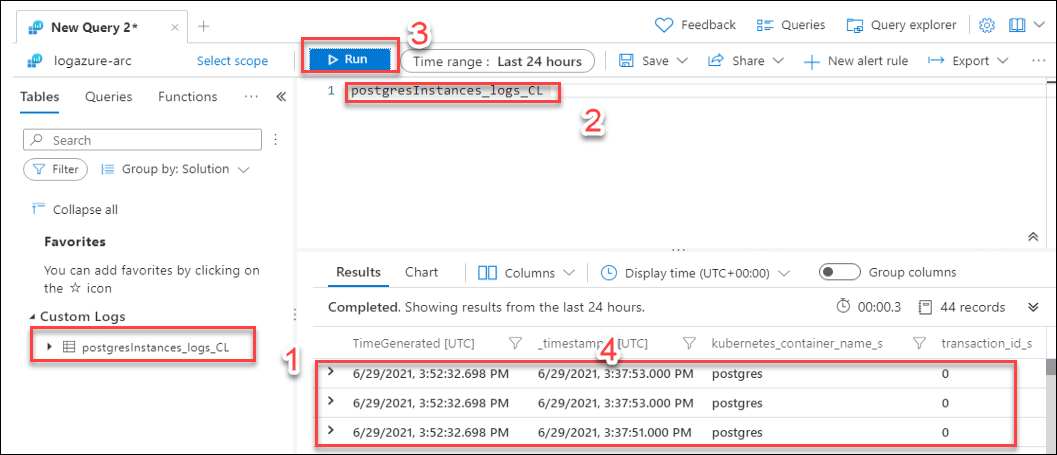 New Query 2*
Feedback
Queries
Query explorer
logazure-arc
Select scope
Run
3
Time range : Last 24 hours
Save
Share
New alert rule
Export
Tables
Queries
Functions
1 postgresInstances_logs_CL
2
Search
Filter
Group by: Solution
Collapse all
Favorites
You can add favorites by clicking on
the ☆ icon
Custom Logs
postgresInstances_logs_CL
1
Results
Chart
Columns
Display time (UTC+00:00)
Group columns
Completed. Showing results from the last 24 hours.
00:00.3
44 records
TimeGenerated [UTC] _timestamp [UTC] kubernetes_container_name_s transaction_id_s
4
6/29/2021, 3:52:32.698 PM 6/29/2021, 3:37:53.000 PM postgres 0
6/29/2021, 3:52:32.698 PM 6/29/2021, 3:37:53.000 PM postgres 0
6/29/2021, 3:52:32.698 PM 6/29/2021, 3:37:51.000 PM postgres 0